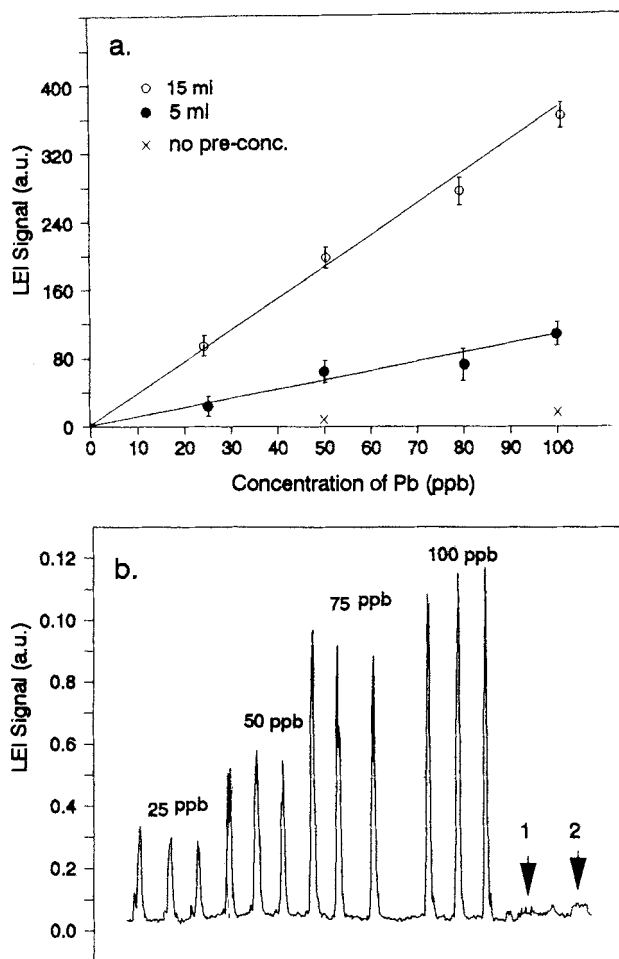 a.
15 ml
5 ml
no pre-conc.
LEI Signal (a.u.)
400
320
240
160
80
0
0 10 20 30 40 50 60 70 80 90 100
Concentration of Pb (ppb)
b.
LEI Signal (a.u.)
0.12
0.10
0.8
0.6
0.4
0.2
0.0
25 ppb
50 ppb
75 ppb
100 ppb
1
2